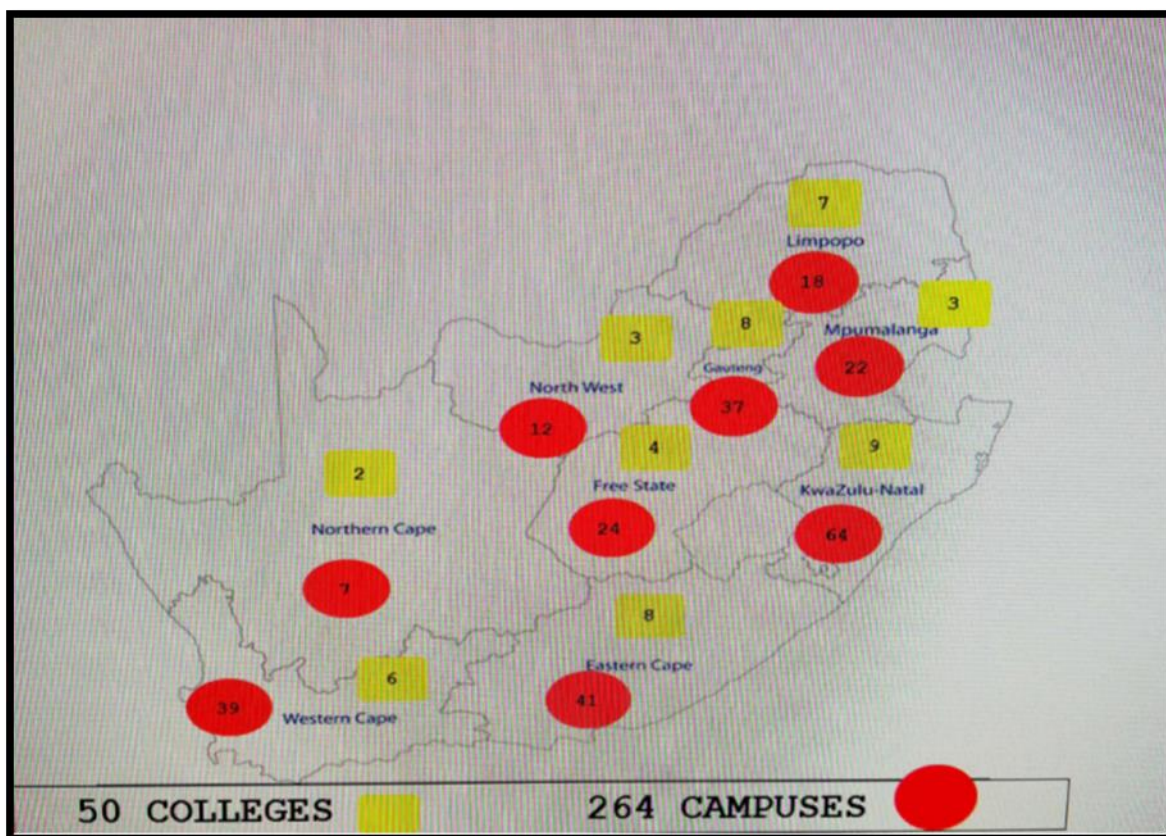 7
Limpopo
18
3
8
Mpumalanga
3
22
Gauteng
North West
37
12
4
9
2
Free State
KwaZulu-Natal
Northern Cape
24
64
7
8
6
Eastern Cape
39
Western Cape
41
50 COLLEGES
264 CAMPUSES